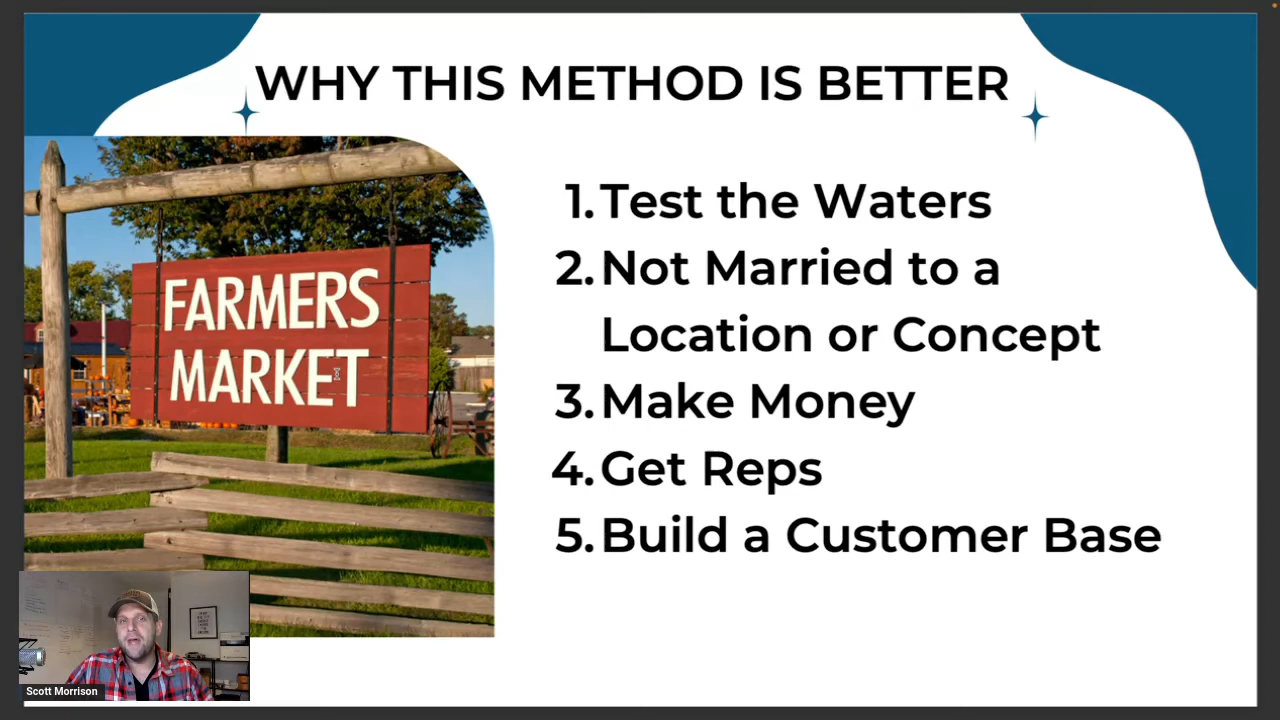 WHY THIS METHOD IS BETTER
FARMERS
MARKET
1. Test the Waters
2. Not Married to a
Location or Concept
3. Make Money
4. Get Reps
5. Build a Customer Base
Scott Morrison